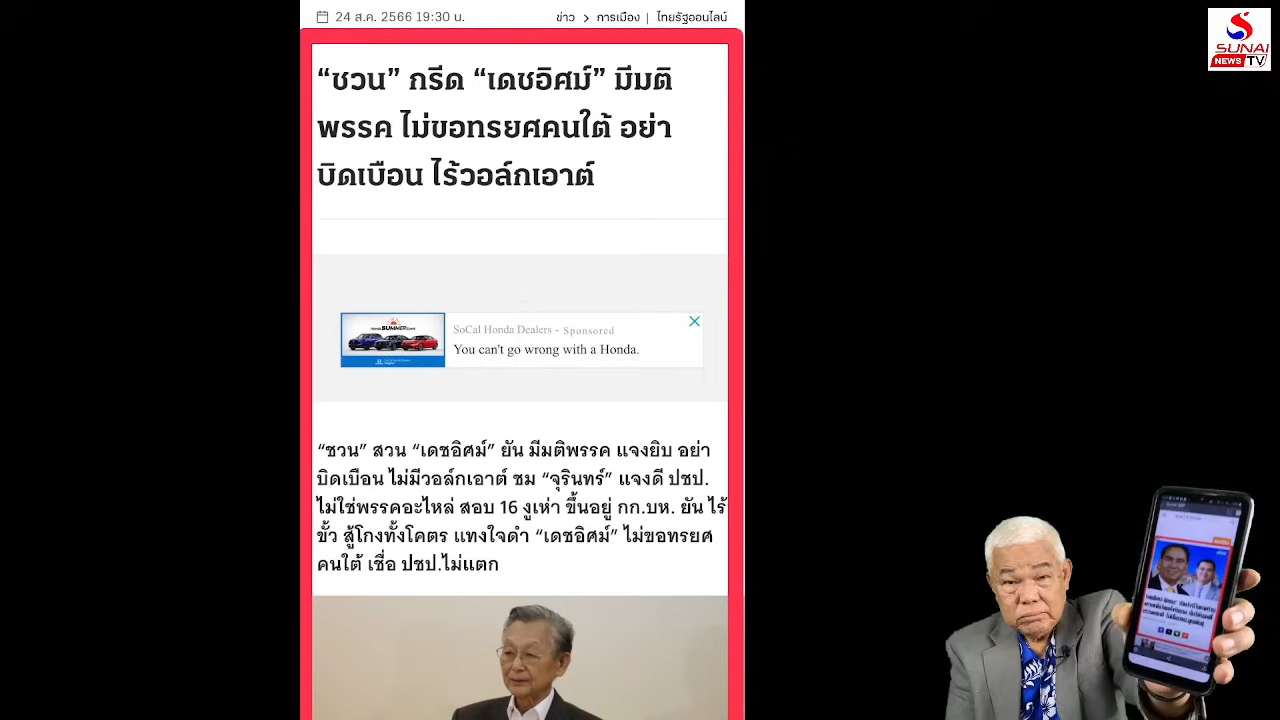 24 ส.ค. 2566 19:30 น.
ข่าว > การเมือง | ไทยรัฐออนไลน์
SUNAI
NEWS TV
“ชวน” กรีด “เดชอิศม์” มีมติ
พรรค ไม่ขอทรยศคนใต้ อย่า
บิดเบือน ไร้วอล์กเอาต์
SUMMER
SoCal Honda Dealers - Sponsored
You can't go wrong with a Honda.
“ชวน” สวน “เดชอิศม์” ยัน มีมติพรรค แจงยิบ อย่า
บิดเบือน ไม่มีวอล์กเอาต์ ชม “จุรินทร์” แจงดี ปชป.
ไม่ใช่พรรคอะไหล่ สอบ 16 งูเห่า ขึ้นอยู่ กก.บห. ยัน ไร้
ขั้ว สู้โกงทั้งโคตร แทงใจดำ “เดชอิศม์” ไม่ขอทรยศ
คนใต้ เชื่อ ปชป.ไม่แตก